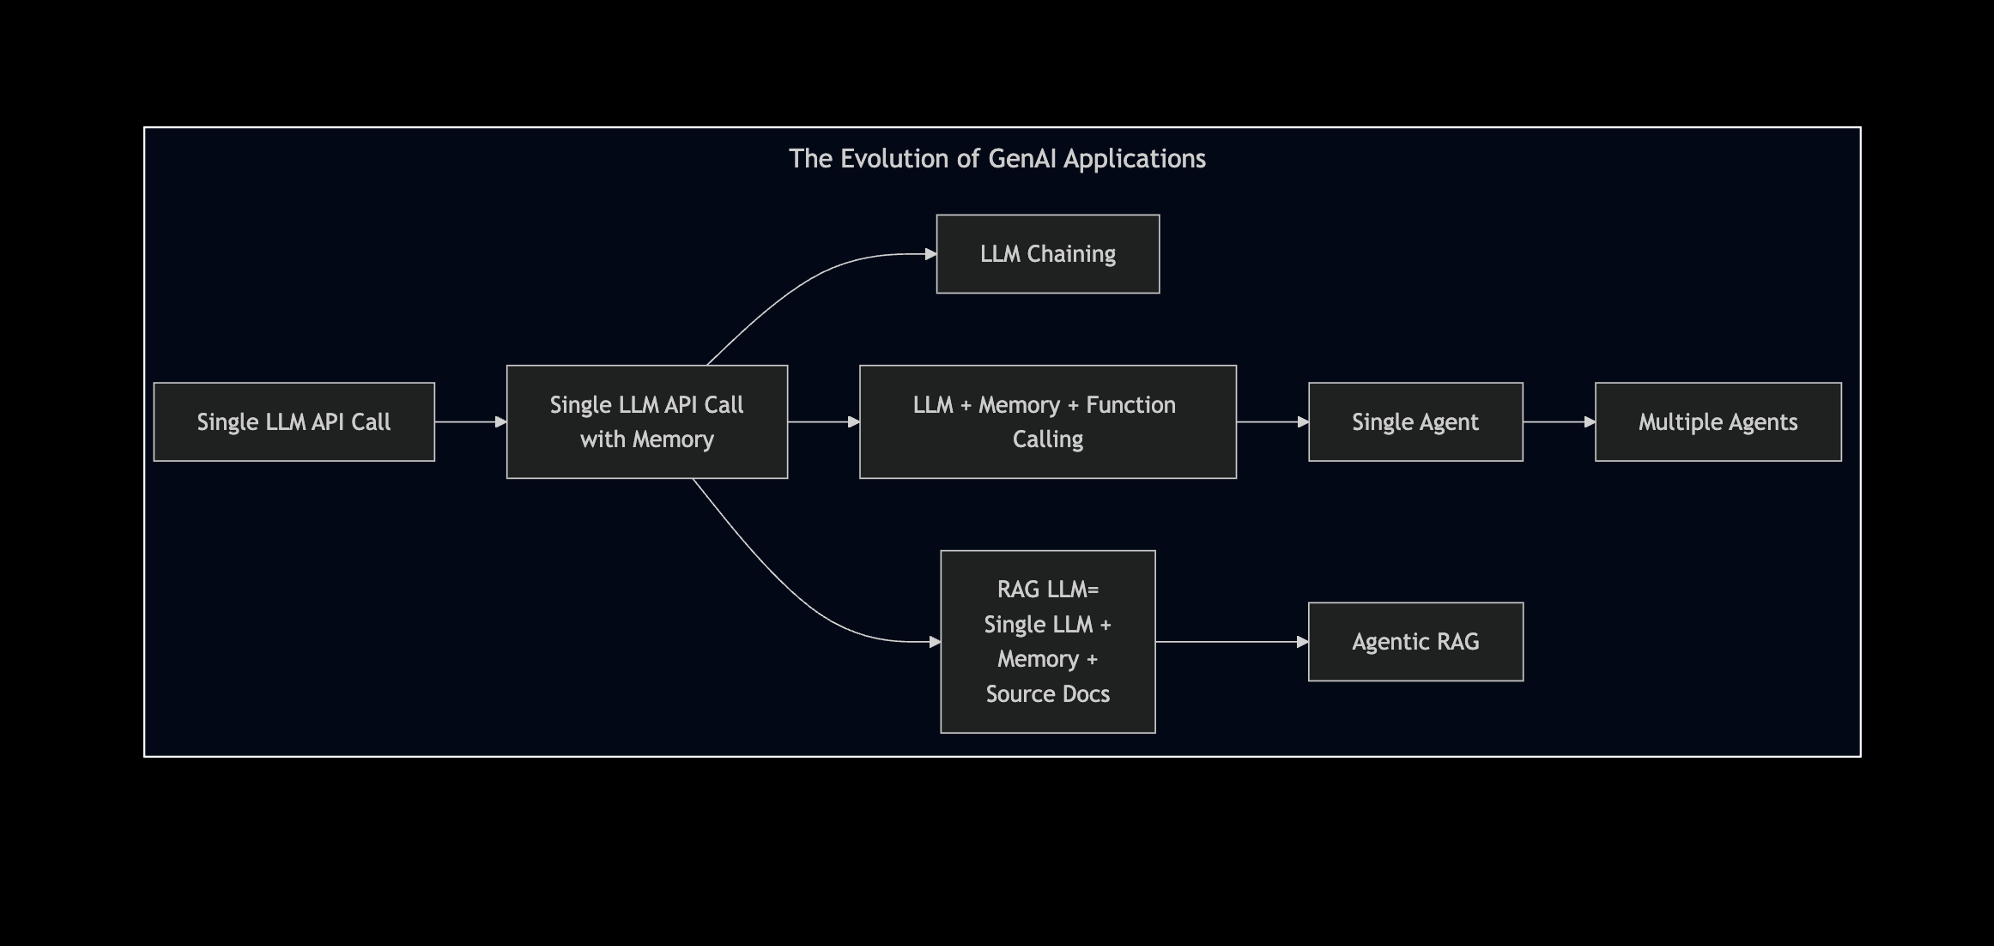 The Evolution of GenAI Applications
LLM Chaining
Single LLM API Call
Single LLM API Call
with Memory
LLM + Memory + Function
Calling
Single Agent
Multiple Agents
RAG LLM=
Single LLM +
Memory +
Source Docs
Agentic RAG